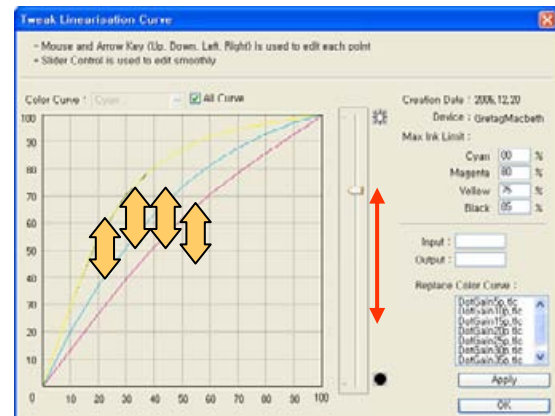 Tweak Linearisation Curve
- Mouse and Arrow Key (Up, Down, Left, Right) is used to edit each point
- Slider Control is used to edit smoothly
Color Curve : Cyan All Curve
100
90
80
70
60
50
40
30
20
10
0 10 20 30 40 50 60 70 80 90 100
Creation Date : 2006.12.20
Device : GretagMacbeth
Max Ink Limit :
Cyan %
Magenta 80 %
Yellow 75 %
Black 85 %
Input :
Output :
Replace Color Curve :
DotGain5p.tlc
DotGain10p.tlc
DotGain15p.tlc
DotGain20p.tlc
DotGain25p.tlc
DotGain30p.tlc
DotGain35p.tlc
Apply
OK